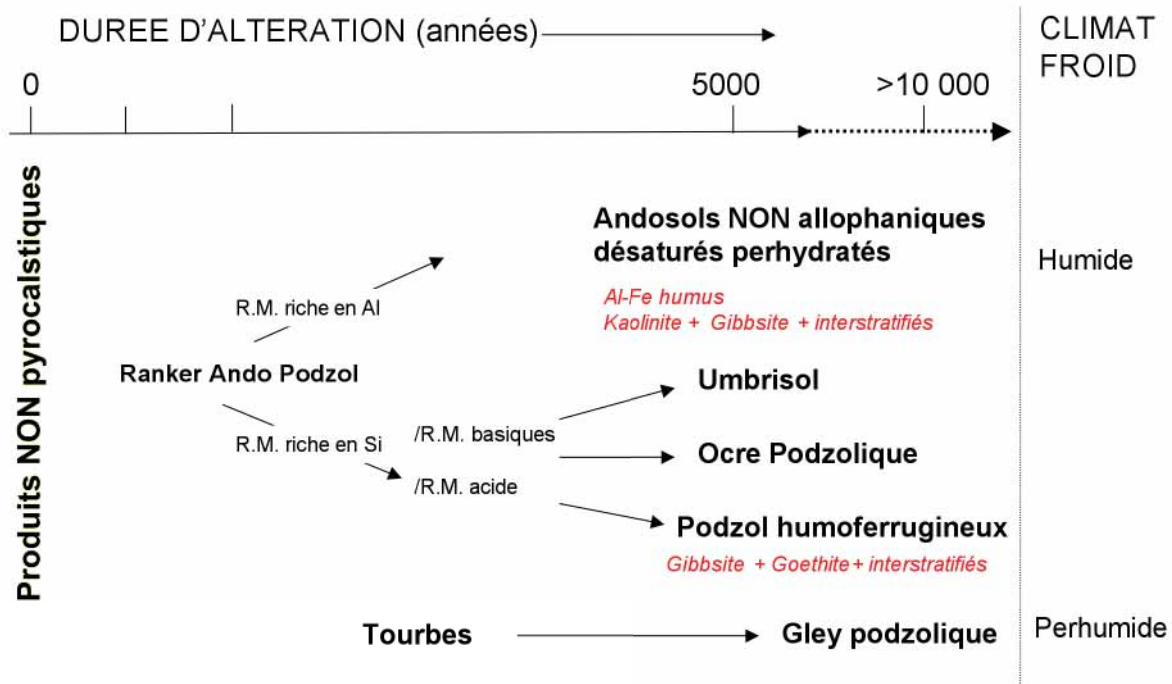 DUREE D'ALTERATION (années)
CLIMAT
FROID
0
5000
>10 000
Produits NON pyrocalstiques
Andosols NON allophaniques
désaturés perhydratés
Humide
Al-Fe humus
Kaolinite + Gibbsite + interstratifiés
R.M. riche en Al
Ranker Ando Podzol
Umbrisol
R.M. riche en Si
/R.M. basiques
Ocre Podzolique
/R.M. acide
Podzol humoferrugineux
Gibbsite + Goethite+ interstratifiés
Tourbes
Gley podzolique
Perhumide